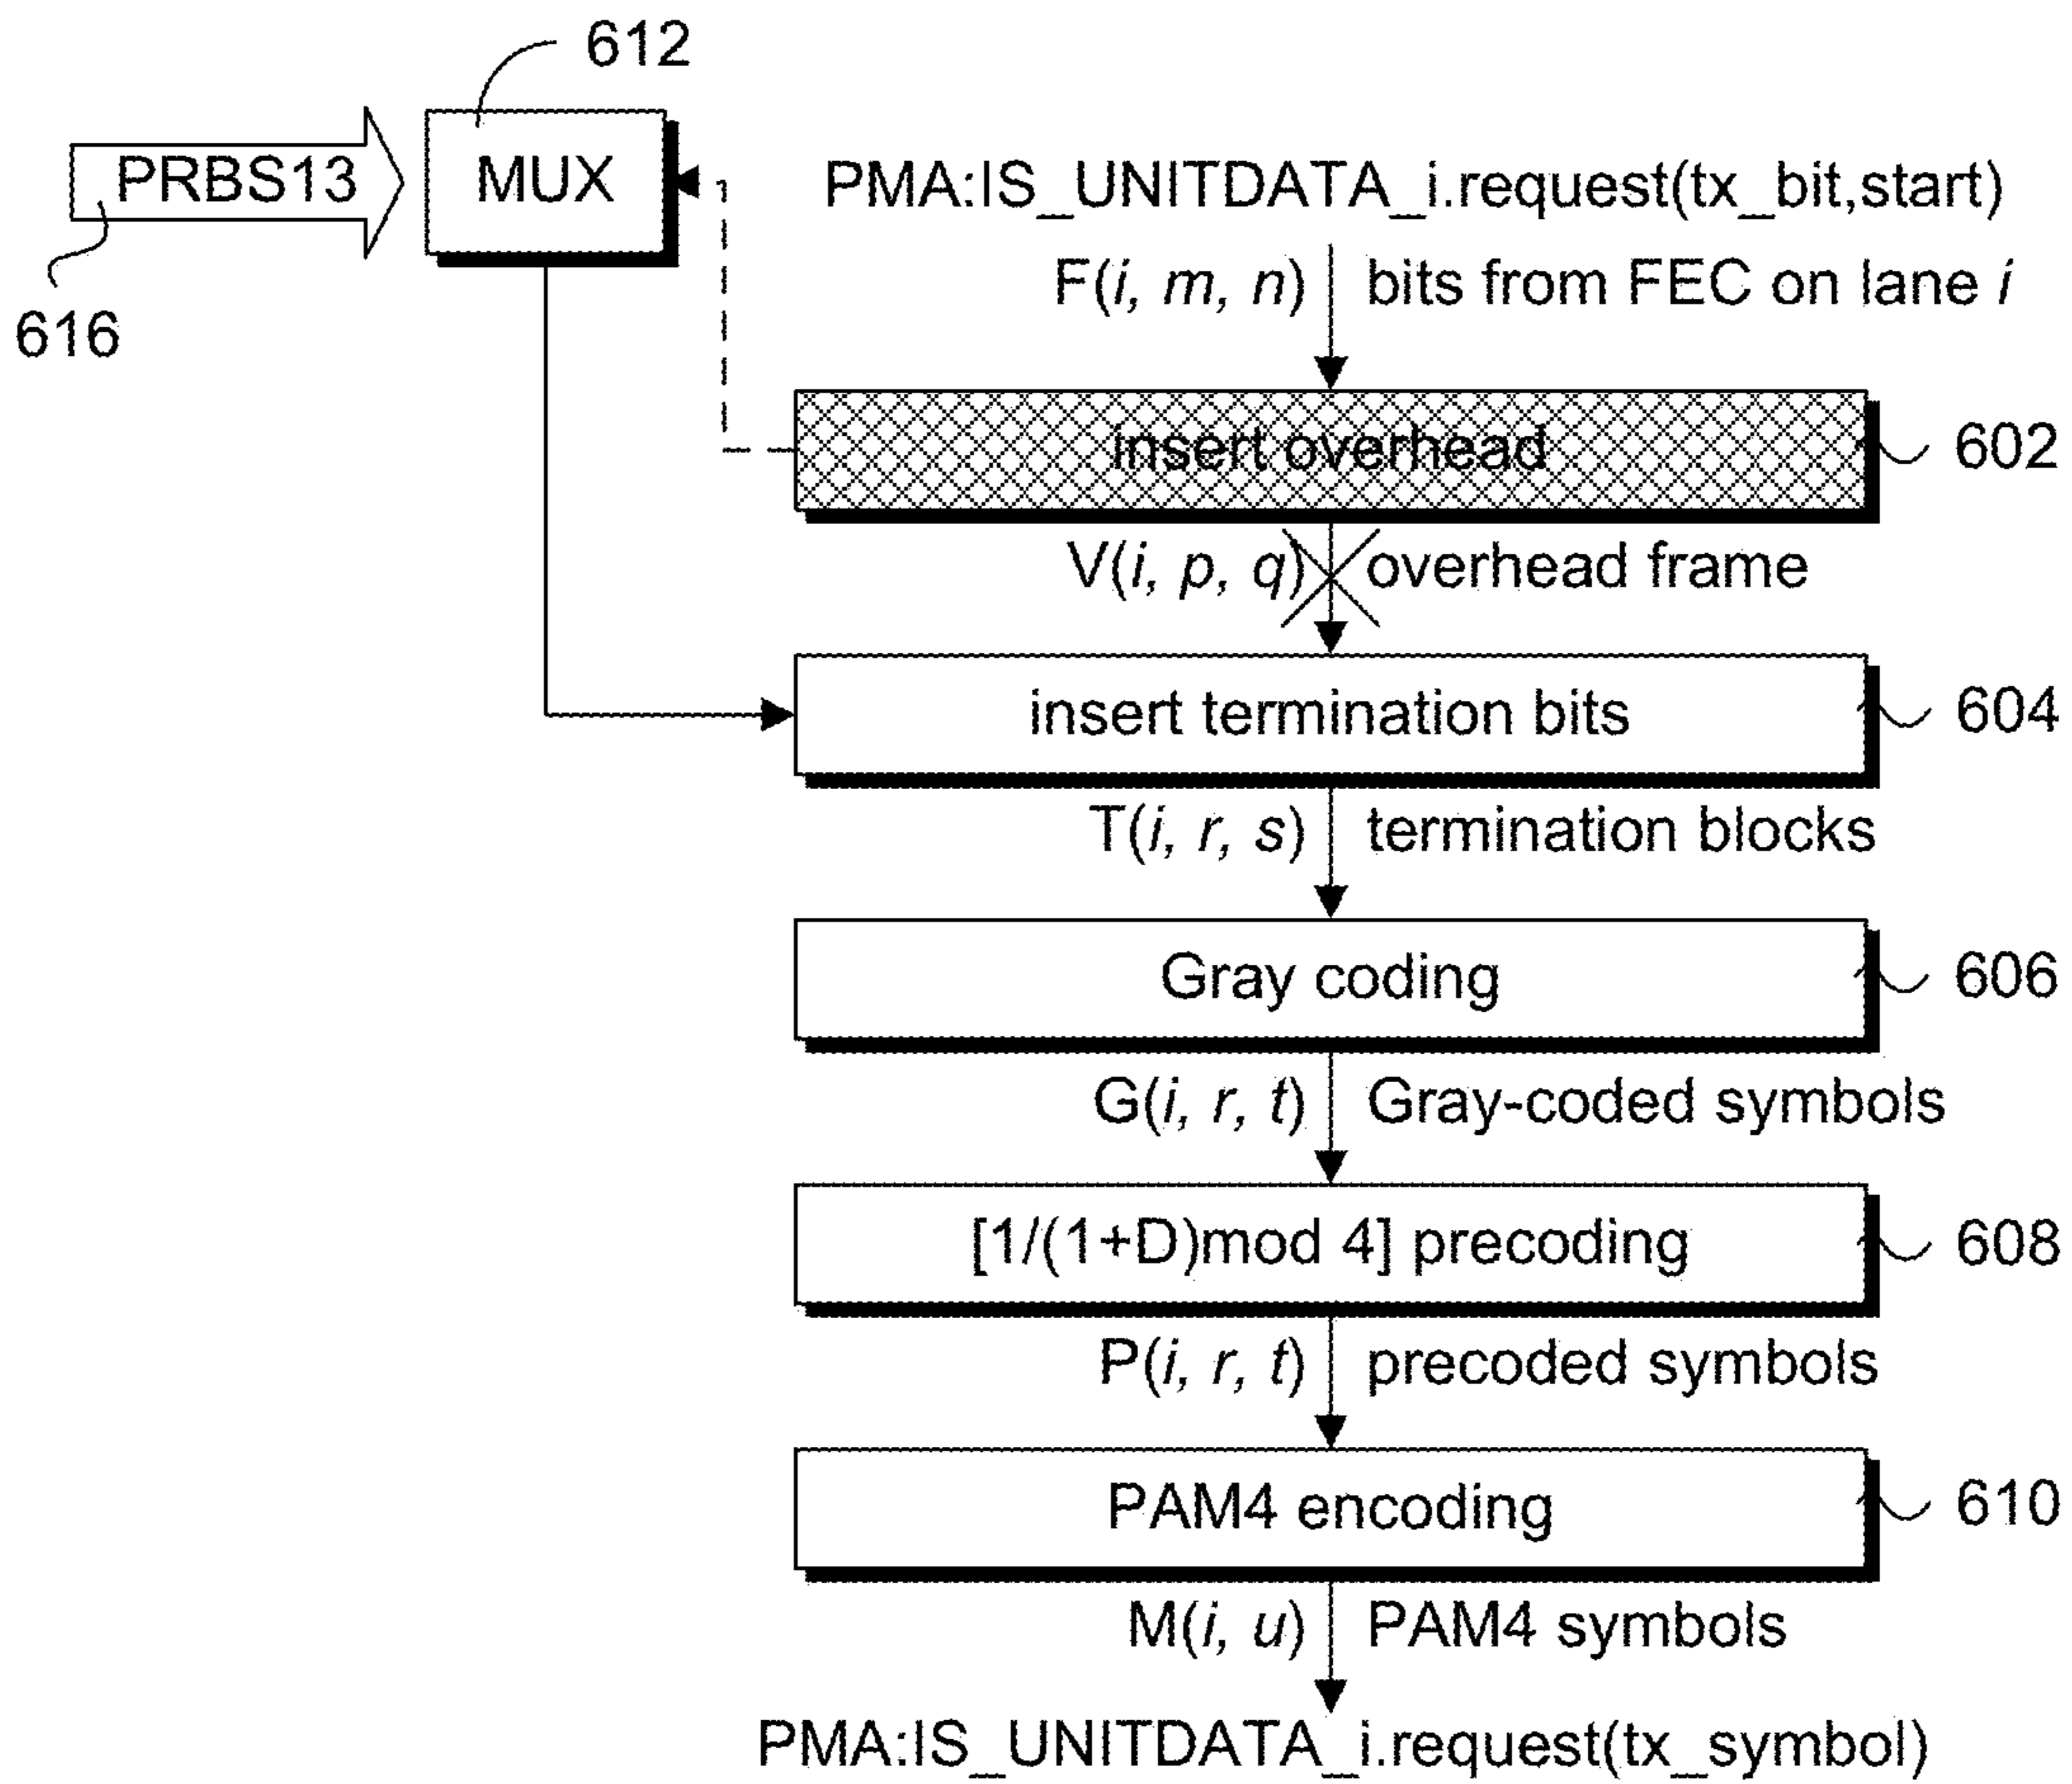 612
PRBS13
MUX
616
PMA:IS_UNITDATA_i.request(tx_bit,start)
F(i, m, n) bits from FEC on lane i
insert overhead 602
V(i, p, q) overhead frame
insert termination bits 604
T(i, r, s) termination blocks
Gray coding 606
G(i, r, t) Gray-coded symbols
[1/(1+D)mod 4] precoding 608
P(i, r, t) precoded symbols
PAM4 encoding 610
M(i, u) PAM4 symbols
PMA:IS_UNITDATA_i.request(tx_symbol)